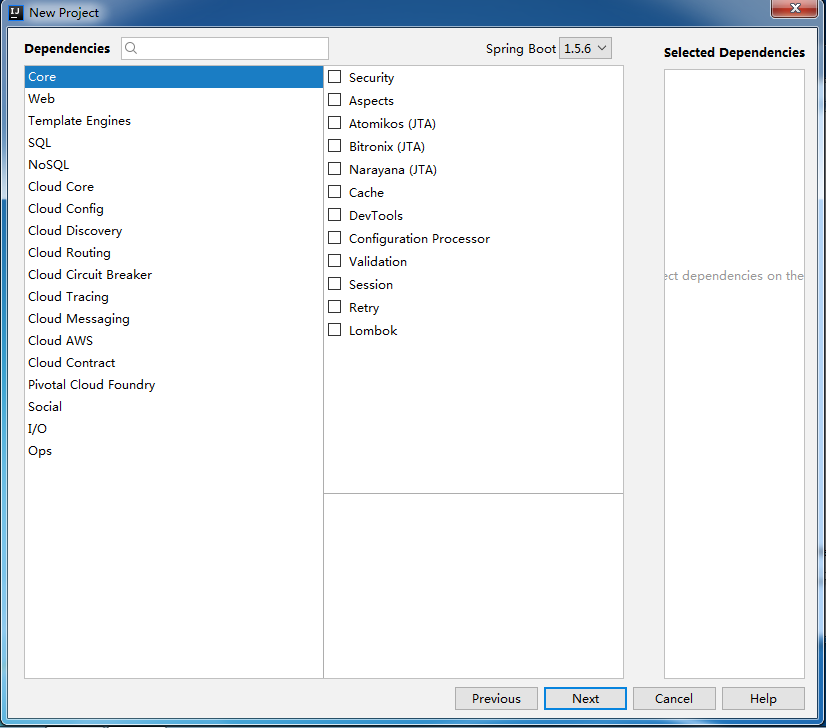 New Project
Dependencies
Spring Boot 1.5.6
Selected Dependencies
Core
Web
Template Engines
SQL
NoSQL
Cloud Core
Cloud Config
Cloud Discovery
Cloud Routing
Cloud Circuit Breaker
Cloud Tracing
Cloud Messaging
Cloud AWS
Cloud Contract
Pivotal Cloud Foundry
Social
I/O
Ops
Security
Aspects
Atomikos (JTA)
Bitronix (JTA)
Narayana (JTA)
Cache
DevTools
Configuration Processor
Validation
Session
Retry
Lombok
ect dependencies on the
Previous
Next
Cancel
Help